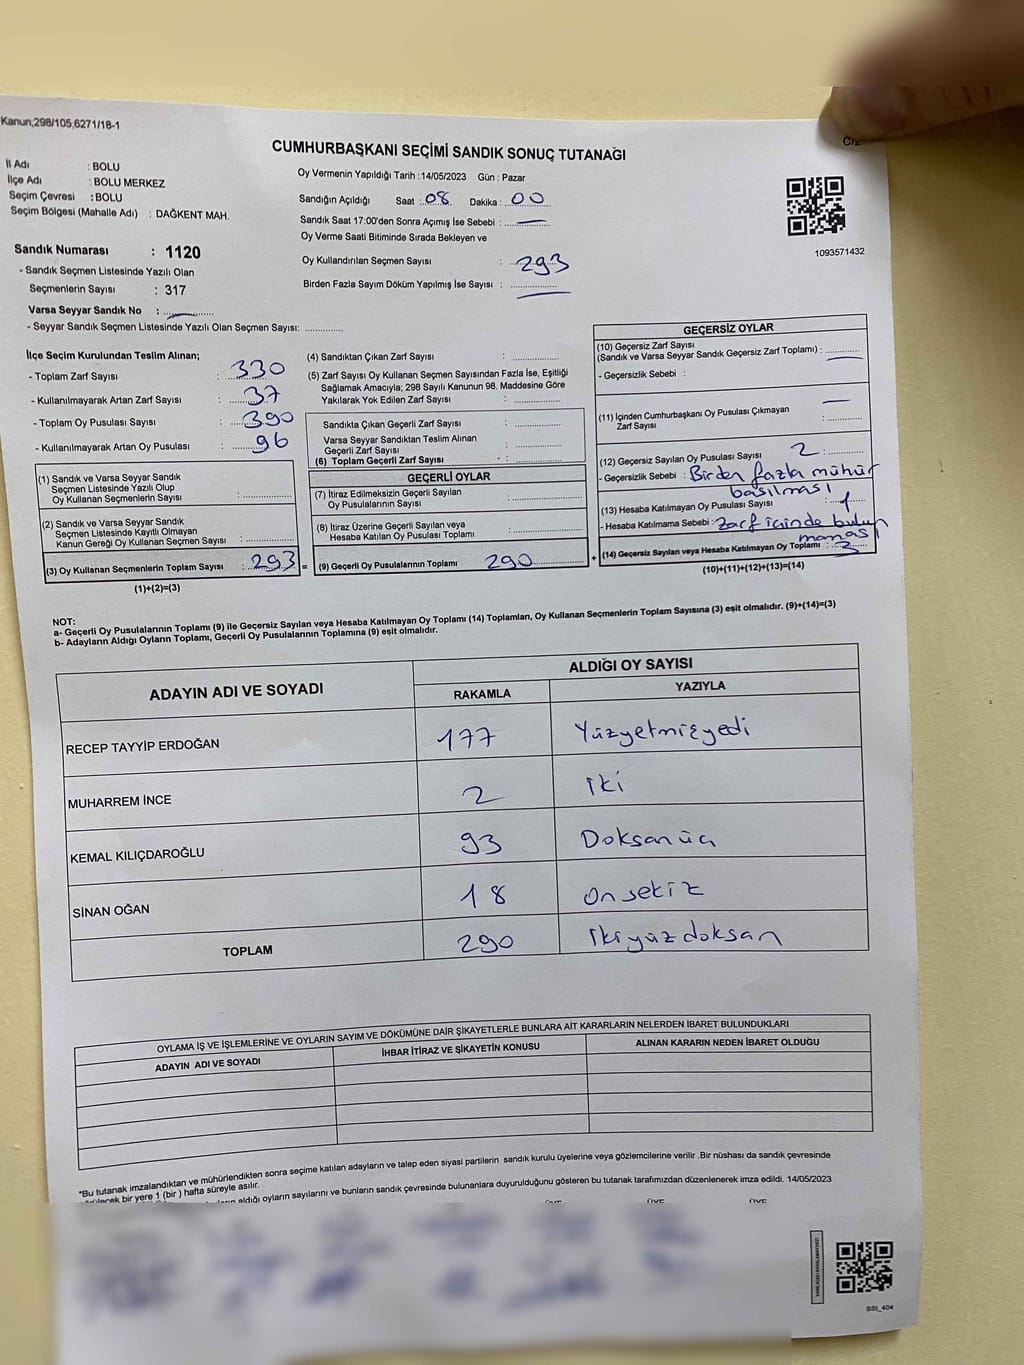 Kanun;298/105,6271/18-1
CUMHURBAŞKANI SEÇİMİ SANDIK SONUÇ TUTANAĞI
İl Adı : BOLU
İlçe Adı : BOLU MERKEZ
Seçim Çevresi : BOLU
Seçim Bölgesi (Mahalle Adı) : DAĞKENT MAH.
Oy Vermenin Yapıldığı Tarih :14/05/2023 Gün : Pazar
Sandığın Açıldığı Saat : 08 Dakika : 00
Sandık Saat 17:00'den Sonra Açımış İse Sebebi : —
Oy Verme Saati Bitiminde Sırada Bekleyen ve
Oy Kullandırılan Seçmen Sayısı : 293
Birden Fazla Sayım Döküm Yapılmış İse Sayısı : —
1093571432
Sandık Numarası : 1120
- Sandık Seçmen Listesinde Yazılı Olan
Seçmenlerin Sayısı : 317
Varsa Seyyar Sandık No : —
- Seyyar Sandık Seçmen Listesinde Yazılı Olan Seçmen Sayısı:
İlçe Seçim Kurulundan Teslim Alınan;
- Toplam Zarf Sayısı : 330
- Kullanılmayarak Artan Zarf Sayısı : 37
- Toplam Oy Pusulası Sayısı : 390
- Kullanılmayarak Artan Oy Pusulası : 96
(1) Sandık ve Varsa Seyyar Sandık
Seçmen Listesinde Yazılı Olup
Oy Kullanan Seçmenlerin Sayısı :
(2) Sandık ve Varsa Seyyar Sandık
Seçmen Listesinde Kayıtlı Olmayan
Kanun Gereği Oy Kullanan Seçmen Sayısı :
(3) Oy Kullanan Seçmenlerin Toplam Sayısı : 293 =
(1)+(2)=(3)
(4) Sandıktan Çıkan Zarf Sayısı :
(5) Zarf Sayısı Oy Kullanan Seçmen Sayısından Fazla İse, Eşitliği
Sağlamak Amacıyla; 298 Sayılı Kanunun 98. Maddesine Göre
Yakılarak Yok Edilen Zarf Sayısı :
Sandıkta Çıkan Geçerli Zarf Sayısı :
Varsa Seyyar Sandıktan Teslim Alınan
Geçerli Zarf Sayısı :
(6) Toplam Geçerli Zarf Sayısı :
GEÇERLİ OYLAR
(7) İtiraz Edilmeksizin Geçerli Sayılan
Oy Pusulalarının Sayısı :
(8) İtiraz Üzerine Geçerli Sayılan veya
Hesaba Katılan Oy Pusulası Toplamı :
(9) Geçerli Oy Pusulalarının Toplamı 290 +
GEÇERSİZ OYLAR
(10) Geçersiz Zarf Sayısı
(Sandık ve Varsa Seyyar Sandık Geçersiz Zarf Toplamı) : —
- Geçersizlik Sebebi :
(11) İçinden Cumhurbaşkanı Oy Pusulası Çıkmayan
Zarf Sayısı : —
(12) Geçersiz Sayılan Oy Pusulası Sayısı : 2
- Geçersizlik Sebebi : Birden fazla mühür
basılması
(13) Hesaba Katılmayan Oy Pusulası Sayısı : 1
- Hesaba Katılmama Sebebi : Zarf içinde bulun
maması
(14) Geçersiz Sayılan veya Hesaba Katılmayan Oy Toplamı : 3
(10)+(11)+(12)+(13)=(14)
NOT:
a- Geçerli Oy Pusulalarının Toplamı (9) ile Geçersiz Sayılan veya Hesaba Katılmayan Oy Toplamı (14) Toplamları, Oy Kullanan Seçmenlerin Toplam Sayısına (3) eşit olmalıdır. (9)+(14)=(3)
b- Adayların Aldığı Oyların Toplamı, Geçerli Oy Pusulalarının Toplamına (9) eşit olmalıdır.
ADAYIN ADI VE SOYADI
ALDIĞI OY SAYISI
RAKAMLA YAZIYLA
RECEP TAYYİP ERDOĞAN 177 Yüzyetmişyedi
MUHARREM İNCE 2 iki
KEMAL KILIÇDAROĞLU 93 Doksanüç
SİNAN OĞAN 18 Onsekiz
TOPLAM 290 ikiyüzdoksan
OYLAMA İŞ VE İŞLEMLERİNE VE OYLARIN SAYIM VE DÖKÜMÜNE DAİR ŞİKAYETLERLE BUNLARA AİT KARARLARIN NELERDEN İBARET BULUNDUKLARI
ADAYIN ADI VE SOYADI İHBAR İTİRAZ VE ŞİKAYETİN KONUSU ALINAN KARARIN NEDEN İBARET OLDUĞU
*Bu tutanak imzalandıktan ve mühürlendikten sonra seçime katılan adayların ve talep eden siyasi partilerin sandık kurulu üyelerine veya gözlemcilerine verilir .Bir nüshası da sandık çevresinde
bir yere 1 (bir ) hafta süreyle asılır.
aldığı oyların sayılarını ve bunların sandık çevresinde bulunanlara duyurulduğunu gösteren bu tutanak tarafımızdan düzenlenerek imza edildi. 14/05/2023
SSI_404